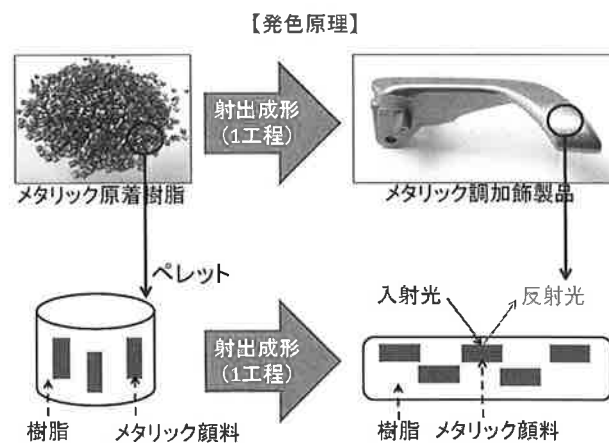 【発色原理】
射出成形
(1工程)
メタリック原着樹脂
メタリック調加飾製品
ペレット
入射光
反射光
射出成形
(1工程)
樹脂
メタリック顔料
樹脂
メタリック顔料